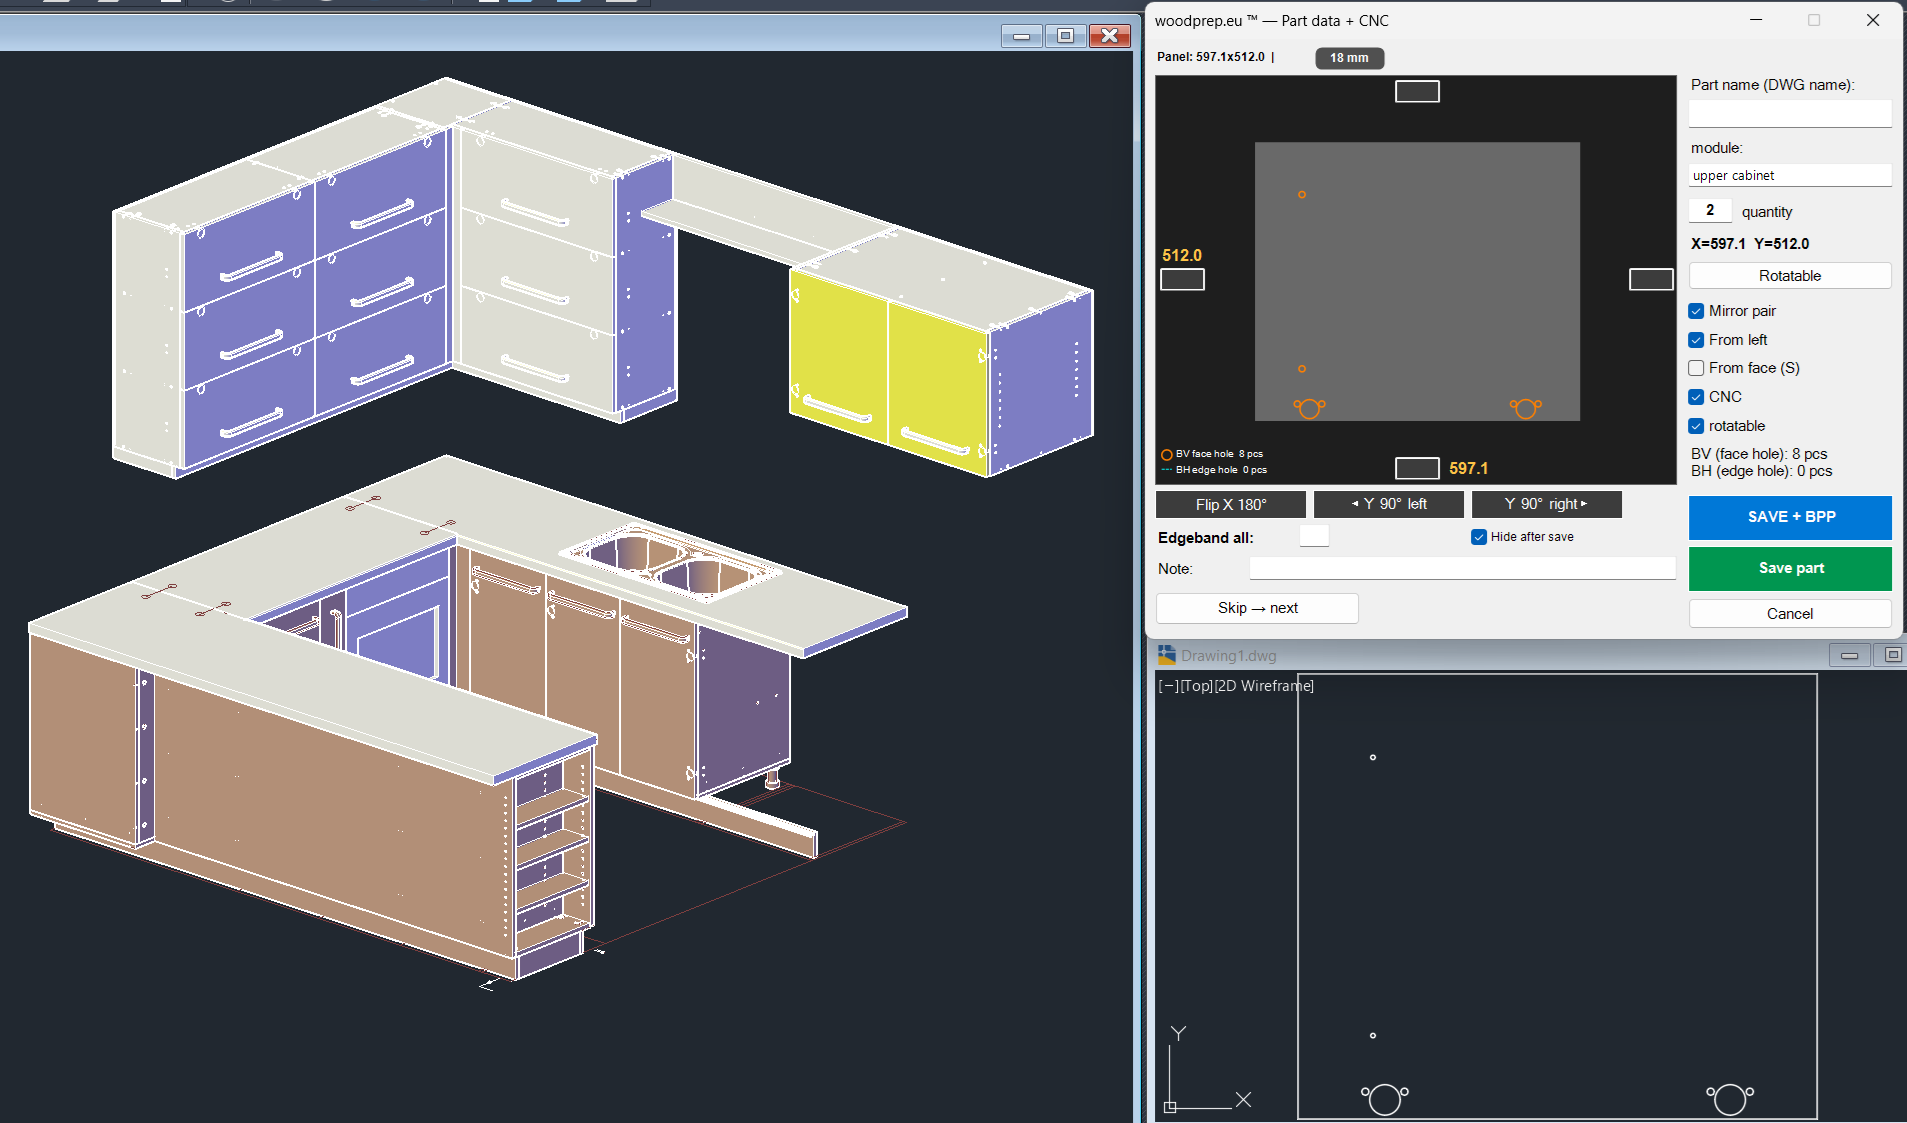 woodprep.eu ™ — Part data + CNC
Panel: 597.1x512.0 |
18 mm
Part name (DWG name):
module:
upper cabinet
2 quantity
X=597.1 Y=512.0
Rotatable
Mirror pair
From left
From face (S)
CNC
rotatable
BV (face hole): 8 pcs
BH (edge hole): 0 pcs
512.0
BV face hole 8 pcs
BH edge hole 0 pcs
597.1
Flip X 180°
◂ Y 90° left
Y 90° right ▸
SAVE + BPP
Edgeband all:
Hide after save
Note:
Save part
Skip → next
Cancel
Drawing1.dwg
[−][Top][2D Wireframe]
Y
X